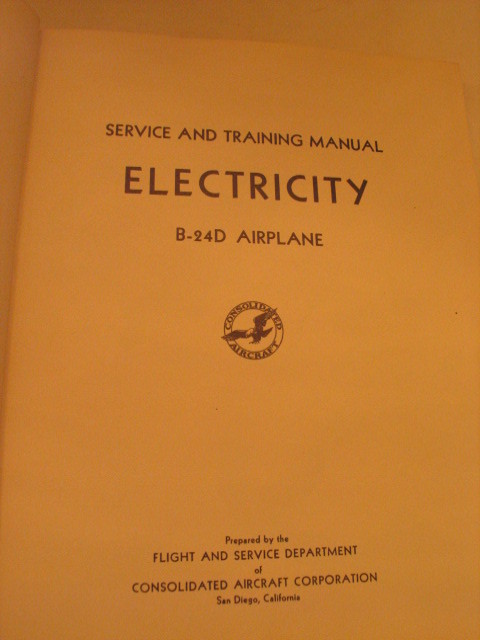 SERVICE AND TRAINING MANUAL
ELECTRICITY
B-24D AIRPLANE
CONSOLIDATED
AIRCRAFT
Prepared by the
FLIGHT AND SERVICE DEPARTMENT
of
CONSOLIDATED AIRCRAFT CORPORATION
San Diego, California